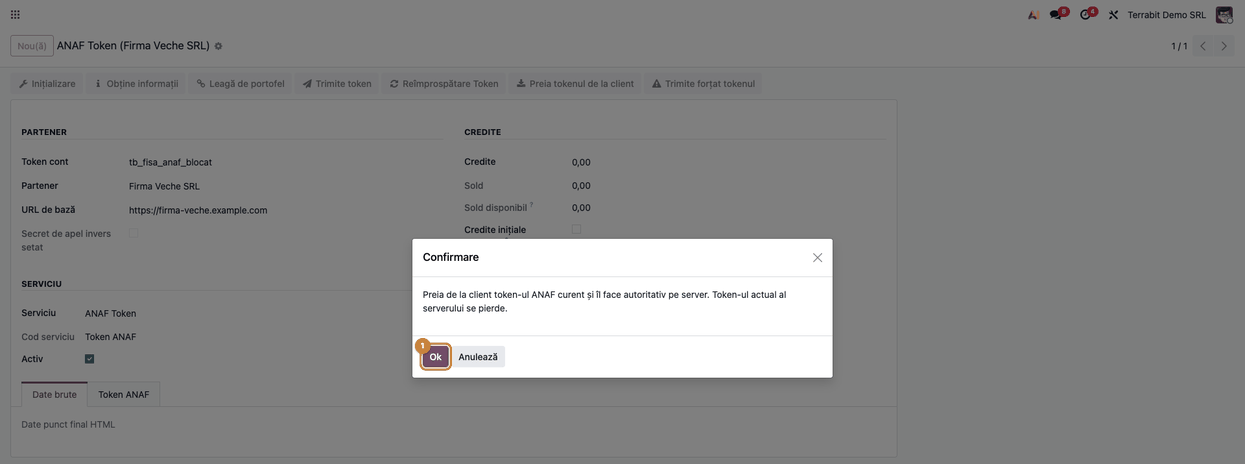 8
4
Terrabit Demo SRL
Nou(ă)
ANAF Token (Firma Veche SRL)
1 / 1
Inițializare
Obține informații
Leagă de portofel
Trimite token
Reîmprospătare Token
Preia tokenul de la client
Trimite forțat tokenul
PARTENER
Token cont
tb_fisa_anaf_blocat
Partener
Firma Veche SRL
URL de bază
https://firma-veche.example.com
Secret de apel invers
setat
CREDITE
Credite
0,00
Sold
0,00
Sold disponibil ?
0,00
Credite inițiale
SERVICIU
Serviciu
ANAF Token
Cod serviciu
Token ANAF
Activ
Date brute
Token ANAF
Date punct final HTML
Confirmare
Preia de la client token-ul ANAF curent și îl face autoritativ pe server. Token-ul actual al
serverului se pierde.
1
Ok
Anulează